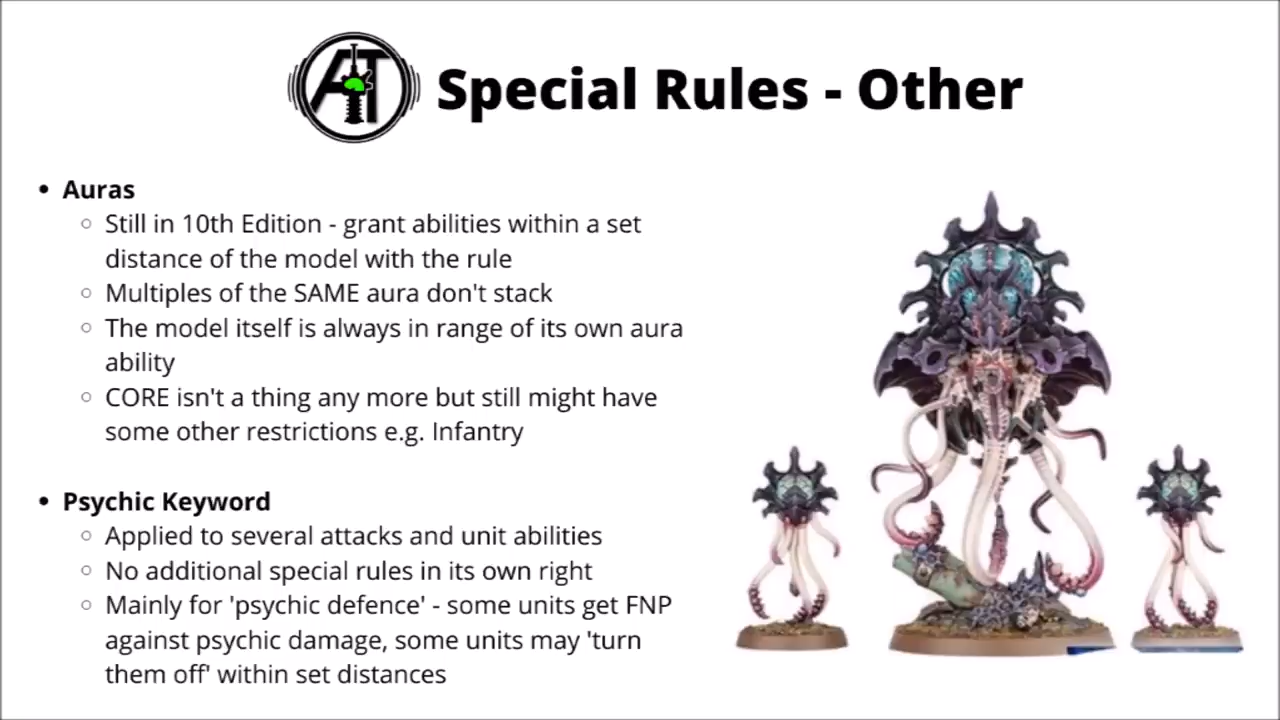 AT
Special Rules - Other
• Auras
○ Still in 10th Edition - grant abilities within a set
distance of the model with the rule
○ Multiples of the SAME aura don't stack
○ The model itself is always in range of its own aura
ability
○ CORE isn't a thing any more but still might have
some other restrictions e.g. Infantry
• Psychic Keyword
○ Applied to several attacks and unit abilities
○ No additional special rules in its own right
○ Mainly for 'psychic defence' - some units get FNP
against psychic damage, some units may 'turn
them off' within set distances